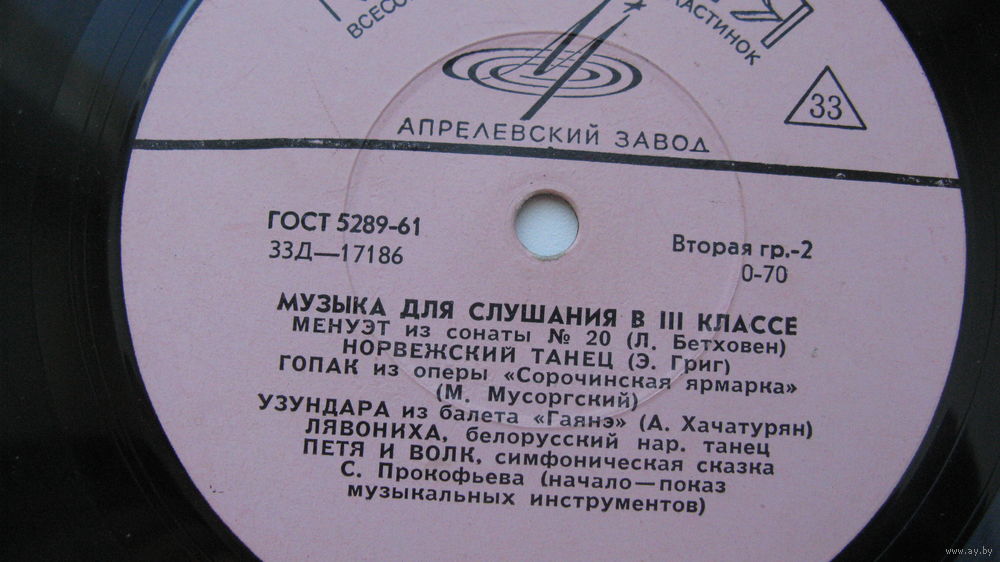 ВСЕСО
ПЛАСТИНОК
33
АПРЕЛЕВСКИЙ ЗАВОД
ГОСТ 5289-61
33Д—17186
Вторая гр.-2
0-70
МУЗЫКА ДЛЯ СЛУШАНИЯ В III КЛАССЕ
МЕНУЭТ из сонаты № 20 (Л. Бетховен)
НОРВЕЖСКИЙ ТАНЕЦ (Э. Григ)
ГОПАК из оперы «Сорочинская ярмарка»
(М. Мусоргский)
УЗУНДАРА из балета «Гаянэ» (А. Хачатурян)
ЛЯВОНИХА, белорусский нар. танец
ПЕТЯ И ВОЛК, симфоническая сказка
С. Прокофьева (начало—показ
музыкальных инструментов)
www.ay.by